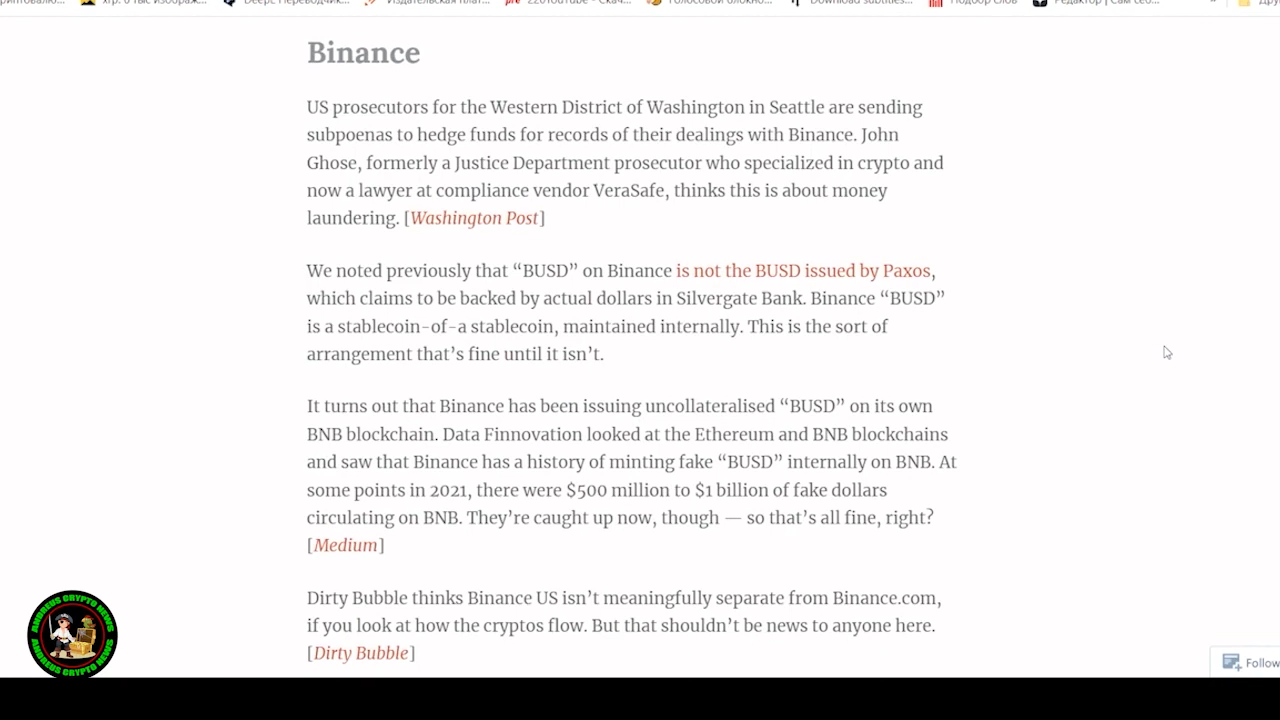 Binance
US prosecutors for the Western District of Washington in Seattle are sending
subpoenas to hedge funds for records of their dealings with Binance. John
Ghose, formerly a Justice Department prosecutor who specialized in crypto and
now a lawyer at compliance vendor VeraSafe, thinks this is about money
laundering. [Washington Post]
We noted previously that “BUSD” on Binance is not the BUSD issued by Paxos,
which claims to be backed by actual dollars in Silvergate Bank. Binance “BUSD”
is a stablecoin-of-a stablecoin, maintained internally. This is the sort of
arrangement that’s fine until it isn’t.
It turns out that Binance has been issuing uncollateralised “BUSD” on its own
BNB blockchain. Data Finnovation looked at the Ethereum and BNB blockchains
and saw that Binance has a history of minting fake “BUSD” internally on BNB. At
some points in 2021, there were $500 million to $1 billion of fake dollars
circulating on BNB. They’re caught up now, though — so that’s all fine, right?
[Medium]
Dirty Bubble thinks Binance US isn’t meaningfully separate from Binance.com,
if you look at how the cryptos flow. But that shouldn’t be news to anyone here.
[Dirty Bubble]
ANDREUS CRYPTO NEWS
ANDREUS CRYPTO NEWS
Follow